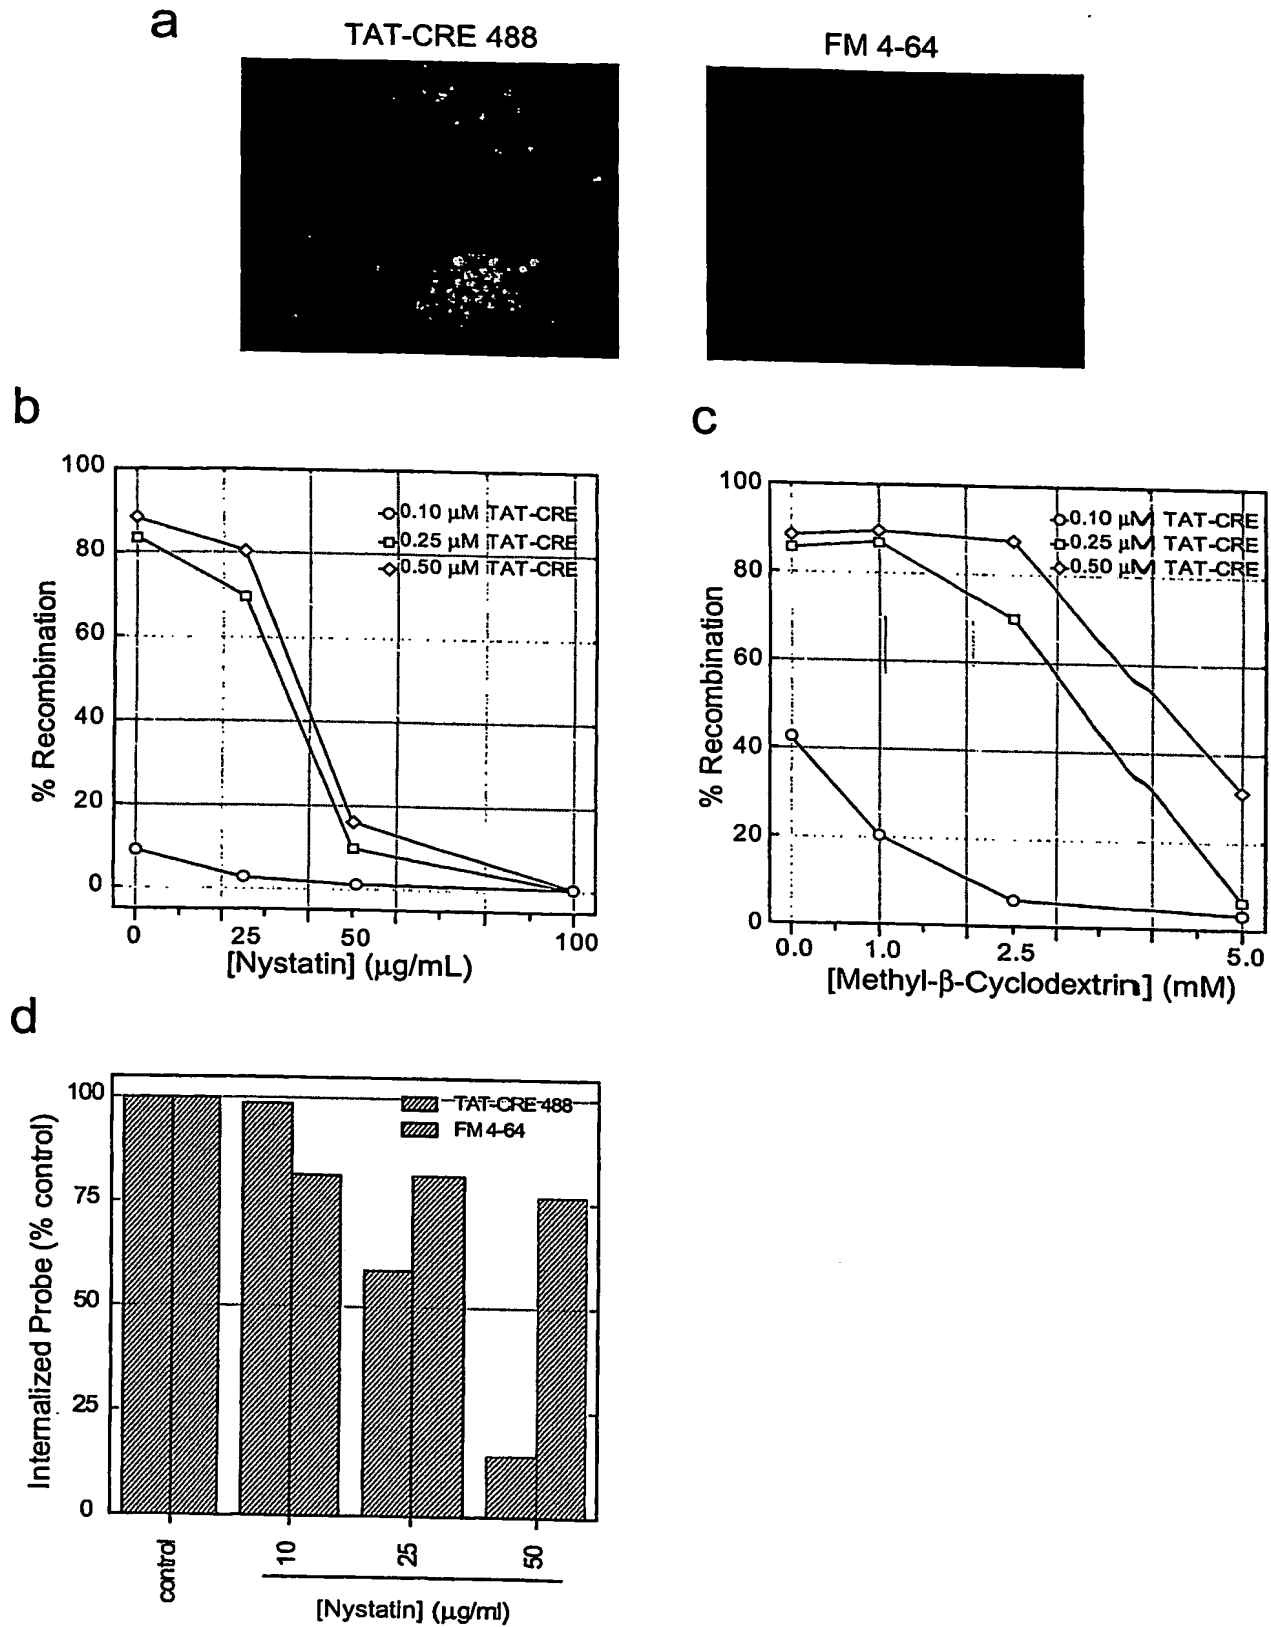 a
TAT-CRE 488
FM 4-64
b
100
80
60
40
20
0
% Recombination
0.10 µM TAT-CRE
0.25 µM TAT-CRE
0.50 µM TAT-CRE
0 25 50 100
[Nystatin] (µg/mL)
c
100
80
60
40
20
0
% Recombination
0.10 µM TAT-CRE
0.25 µM TAT-CRE
0.50 µM TAT-CRE
0.0 1.0 2.5 5.0
[Methyl-β-Cyclodextrin] (mM)
d
100
75
50
25
0
Internalized Probe (% control)
TAT-CRE 488
FM 4-64
control 10 25 50
[Nystatin] (µg/ml)